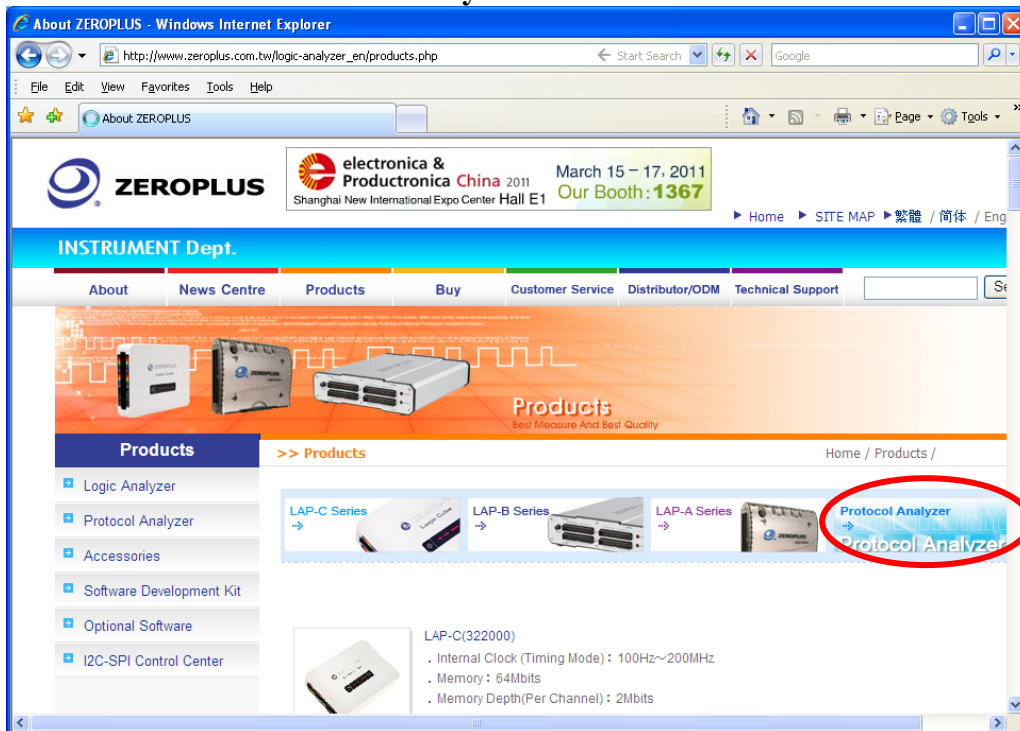 About ZEROPLUS - Windows Internet Explorer
http://www.zeroplus.com.tw/logic-analyzer_en/products.php
Start Search
Google
File Edit View Favorites Tools Help
About ZEROPLUS
Page Tools
ZEROPLUS
electronica &
Productronica China 2011
Shanghai New International Expo Center Hall E1
March 15 – 17, 2011
Our Booth: 1367
Home SITE MAP 繁體 / 简体 / Eng
INSTRUMENT Dept.
About News Centre Products Buy Customer Service Distributor/ODM Technical Support
Se
Products
Best Measure And Best Quality
Products
>> Products
Home / Products /
Logic Analyzer
Protocol Analyzer
Accessories
Software Development Kit
Optional Software
I2C-SPI Control Center
LAP-C Series
LAP-B Series
LAP-A Series
Protocol Analyzer
Protocol Analyzer
LAP-C(322000)
. Internal Clock (Timing Mode)：100Hz～200MHz
. Memory：64Mbits
. Memory Depth(Per Channel)：2Mbits